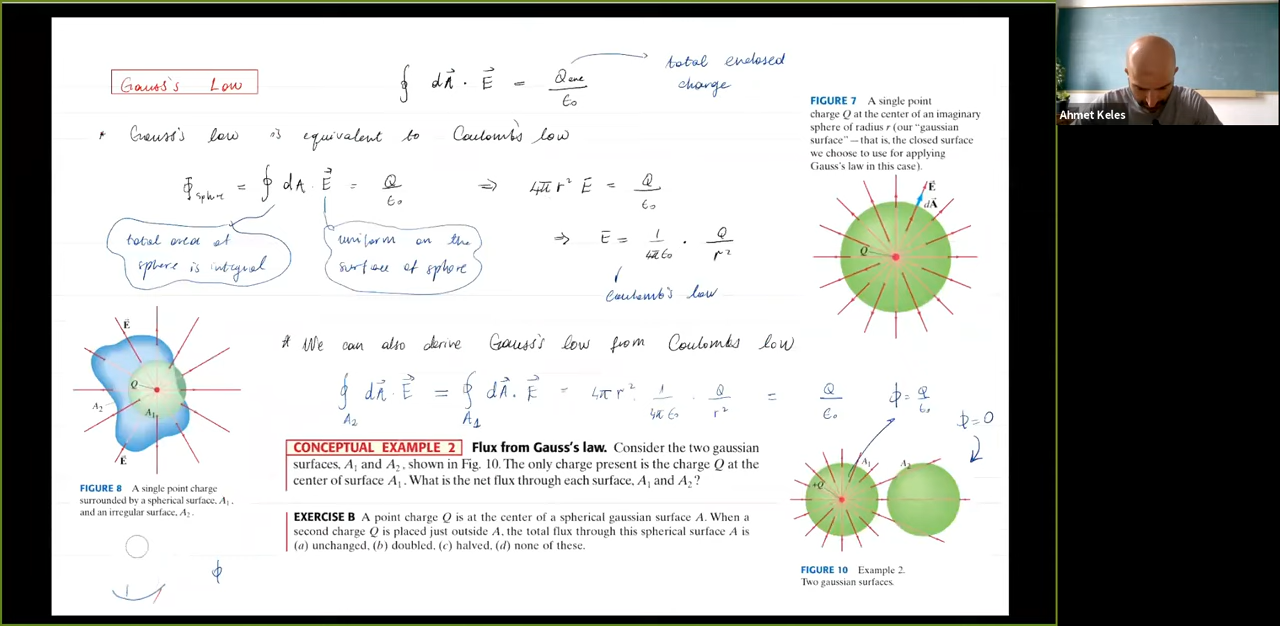 Gauss's Law
∮ dA⃗ · E⃗ = Qenc / ε₀
total enclosed
charge
* Gauss's law is equivalent to Coulomb's law
Φsphere = ∮ dA · E⃗ = Q / ε₀ ⇒ 4πr² E = Q / ε₀
total area of
sphere is integral
uniform on the
surface of sphere
⇒ E = 1 / 4πε₀ · Q / r²
Coulomb's law
FIGURE 7 A single point
charge Q at the center of an imaginary
sphere of radius r (our “gaussian
surface”—that is, the closed surface
we choose to use for applying
Gauss's law in this case).
E⃗
dA⃗
Q
* We can also derive Gauss's law from Coulombs law
∮A2 dA⃗ · E⃗ = ∮A1 dA⃗ · E⃗ = 4πr² 1 / 4πε₀ · Q / r² = Q / ε₀
ϕ = Q / ε₀
ϕ = 0
E⃗
Q
A₂
A₁
E⃗
FIGURE 8 A single point charge
surrounded by a spherical surface, A₁,
and an irregular surface, A₂.
CONCEPTUAL EXAMPLE 2 Flux from Gauss's law. Consider the two gaussian
surfaces, A₁ and A₂, shown in Fig. 10. The only charge present is the charge Q at the
center of surface A₁. What is the net flux through each surface, A₁ and A₂?
EXERCISE B A point charge Q is at the center of a spherical gaussian surface A. When a
second charge Q is placed just outside A, the total flux through this spherical surface A is
(a) unchanged, (b) doubled, (c) halved, (d) none of these.
ϕ
A₁
A₂
+Q
FIGURE 10 Example 2.
Two gaussian surfaces.
Ahmet Keles